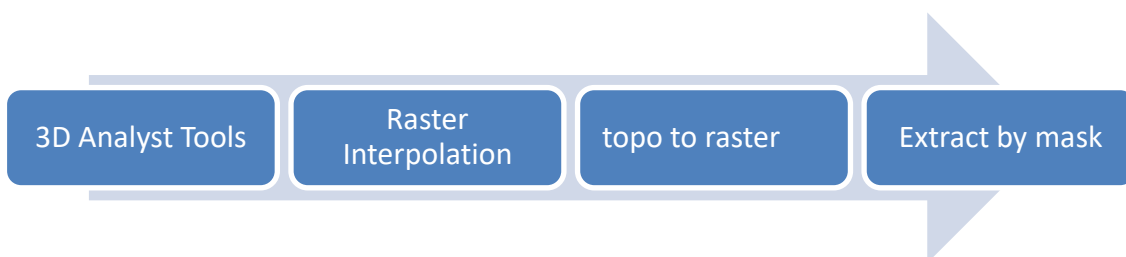 3D Analyst Tools
Raster
Interpolation
topo to raster
Extract by mask